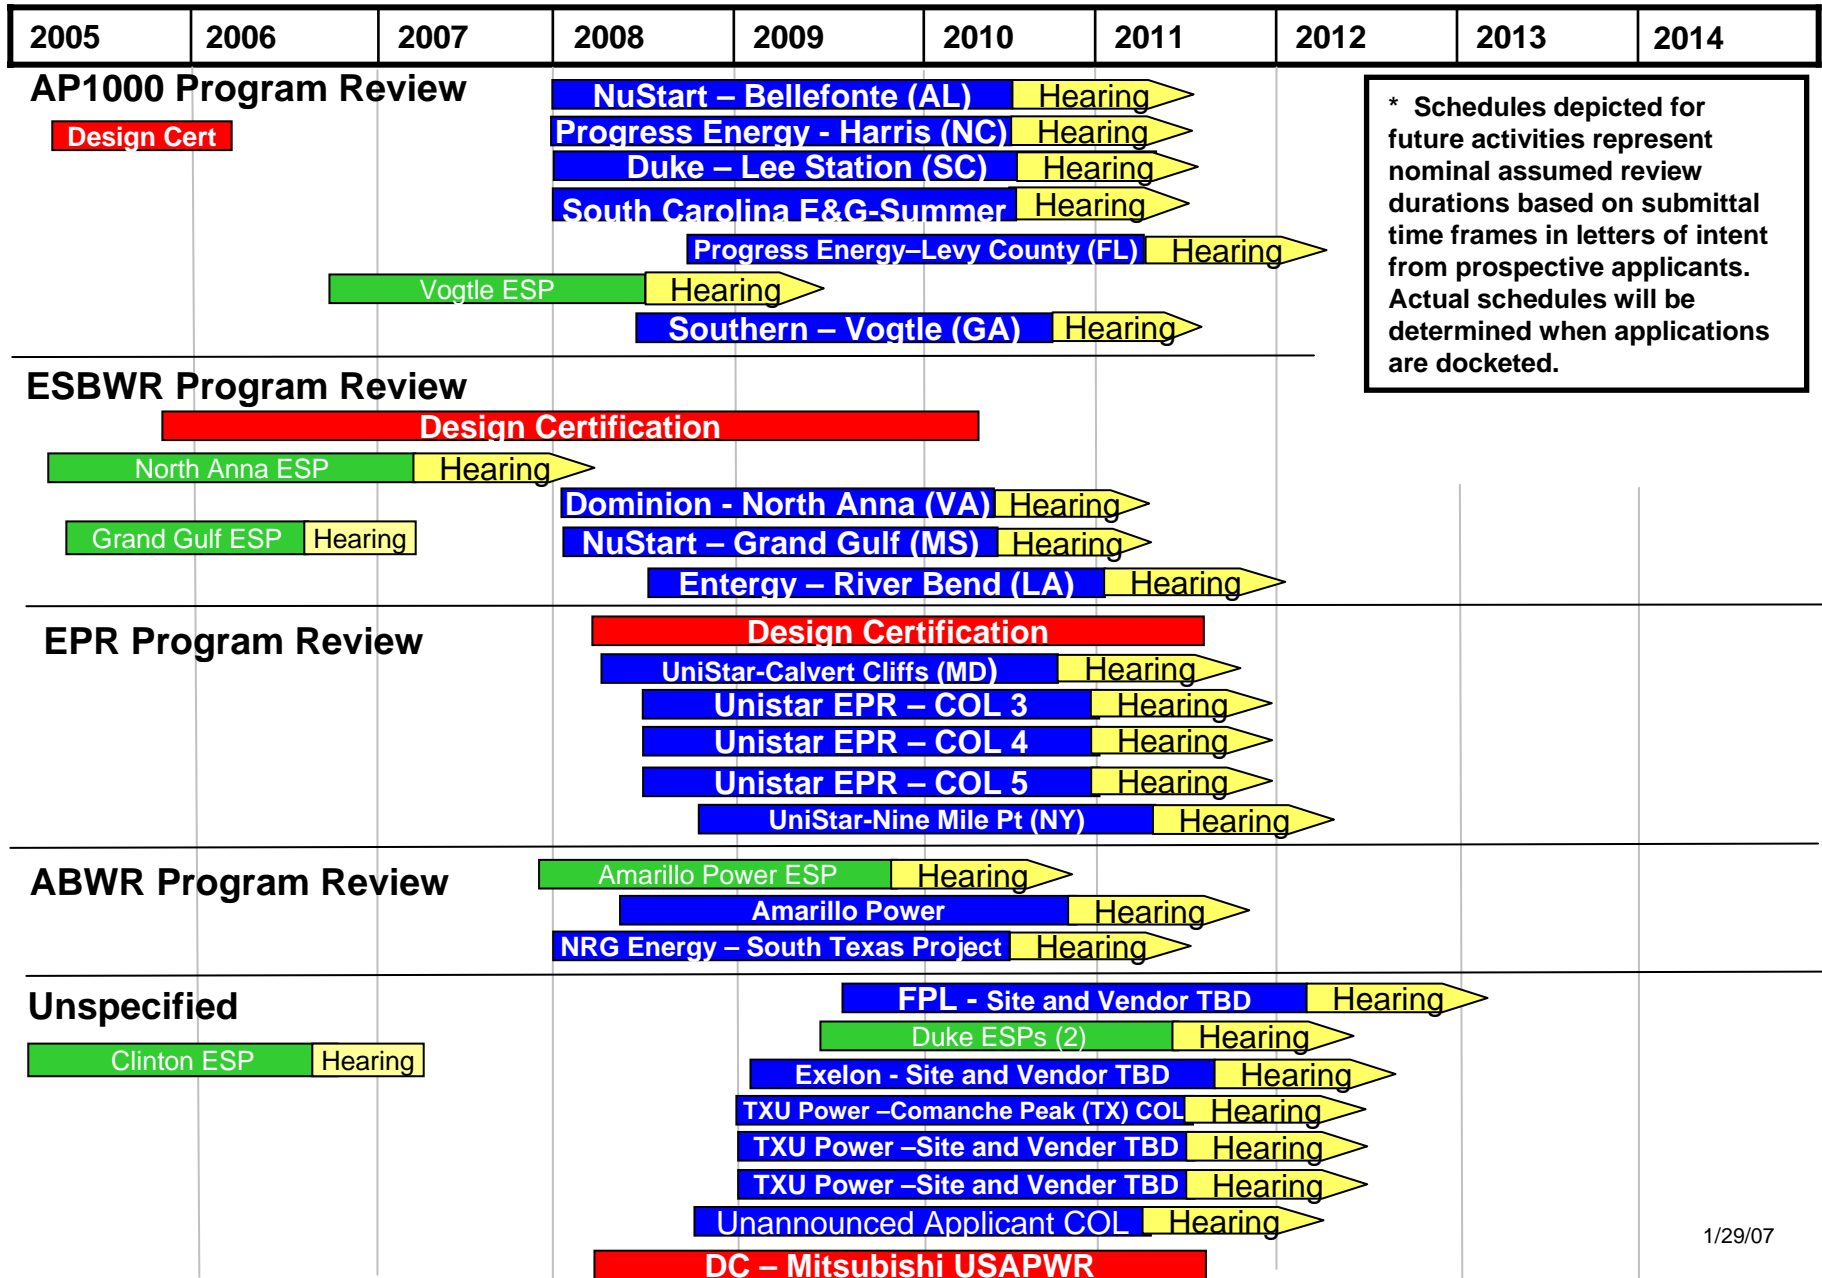 2005 2006 2007 2008 2009 2010 2011 2012 2013 2014
AP1000 Program Review
Design Cert
NuStart – Bellefonte (AL) Hearing
Progress Energy - Harris (NC) Hearing
Duke – Lee Station (SC) Hearing
South Carolina E&G-Summer Hearing
Progress Energy–Levy County (FL) Hearing
Vogtle ESP Hearing
Southern – Vogtle (GA) Hearing
* Schedules depicted for
future activities represent
nominal assumed review
durations based on submittal
time frames in letters of intent
from prospective applicants.
Actual schedules will be
determined when applications
are docketed.
ESBWR Program Review
Design Certification
North Anna ESP Hearing
Dominion - North Anna (VA) Hearing
Grand Gulf ESP Hearing
NuStart – Grand Gulf (MS) Hearing
Entergy – River Bend (LA) Hearing
EPR Program Review
Design Certification
UniStar-Calvert Cliffs (MD) Hearing
Unistar EPR – COL 3 Hearing
Unistar EPR – COL 4 Hearing
Unistar EPR – COL 5 Hearing
UniStar-Nine Mile Pt (NY) Hearing
ABWR Program Review
Amarillo Power ESP Hearing
Amarillo Power Hearing
NRG Energy – South Texas Project Hearing
Unspecified
FPL - Site and Vendor TBD Hearing
Duke ESPs (2) Hearing
Clinton ESP Hearing
Exelon - Site and Vendor TBD Hearing
TXU Power –Comanche Peak (TX) COL Hearing
TXU Power –Site and Vender TBD Hearing
TXU Power –Site and Vender TBD Hearing
Unannounced Applicant COL Hearing
DC – Mitsubishi USAPWR
1/29/07